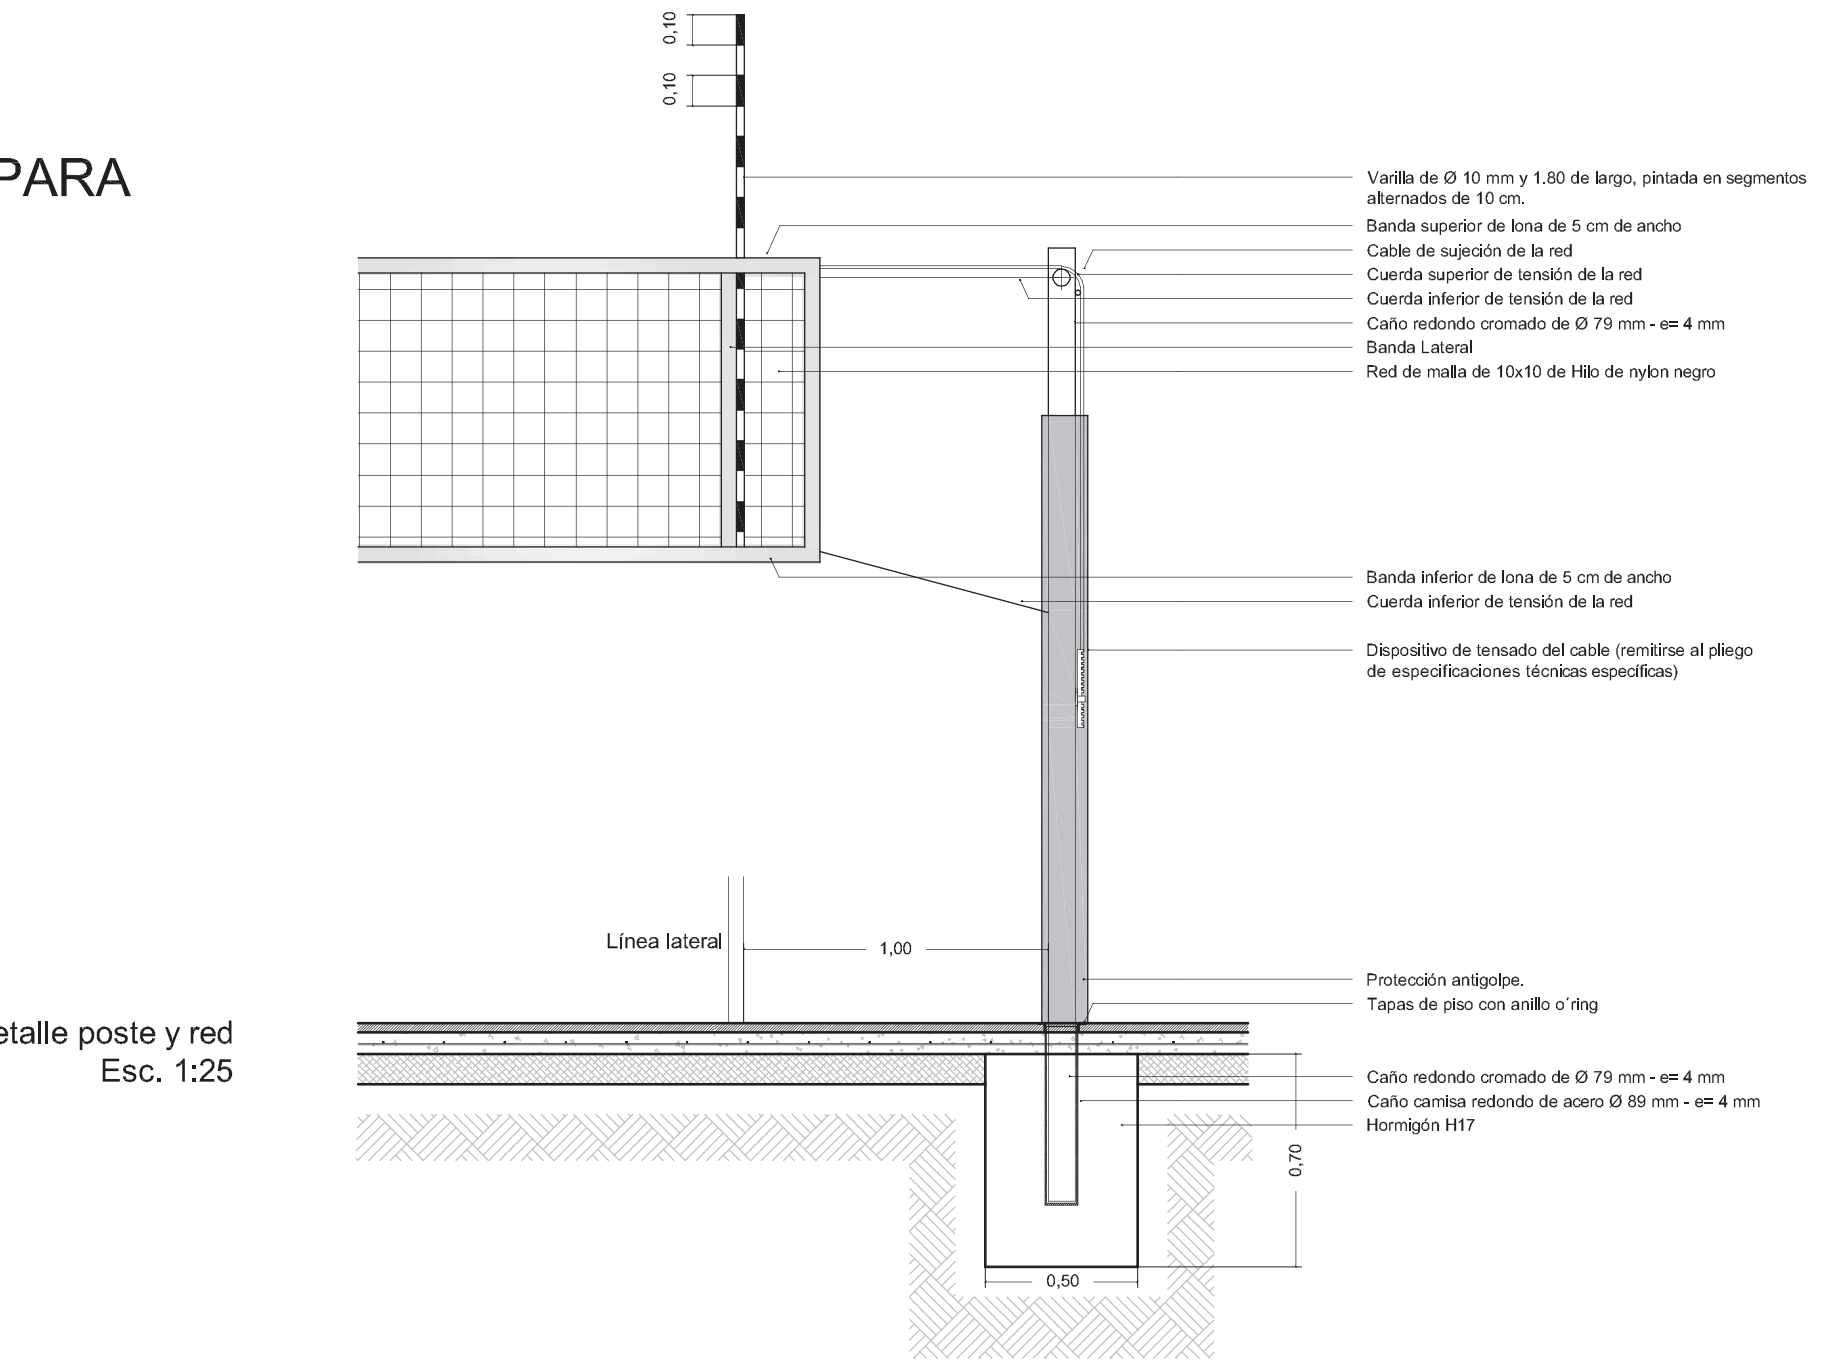 0,10
0,10
PARA
Varilla de Ø 10 mm y 1.80 de largo, pintada en segmentos
alternados de 10 cm.
Banda superior de lona de 5 cm de ancho
Cable de sujeción de la red
Cuerda superior de tensión de la red
Cuerda inferior de tensión de la red
Caño redondo cromado de Ø 79 mm - e= 4 mm
Banda Lateral
Red de malla de 10x10 de Hilo de nylon negro
Banda inferior de lona de 5 cm de ancho
Cuerda inferior de tensión de la red
Dispositivo de tensado del cable (remitirse al pliego
de especificaciones técnicas específicas)
Línea lateral
1,00
Protección antigolpe.
Tapas de piso con anillo o´ring
etalle poste y red
Esc. 1:25
Caño redondo cromado de Ø 79 mm - e= 4 mm
Caño camisa redondo de acero Ø 89 mm - e= 4 mm
Hormigón H17
0,70
0,50